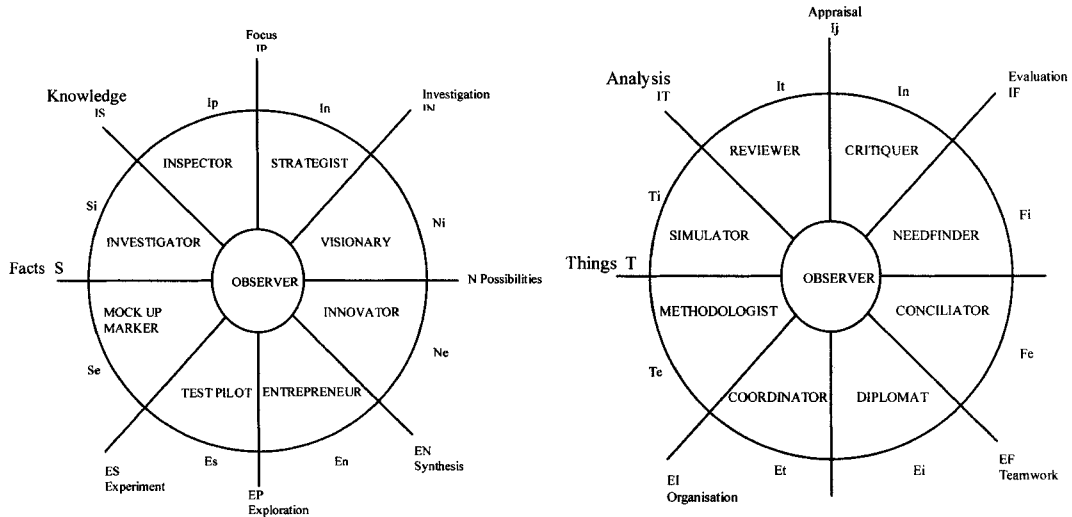 Focus
IP
Knowledge
IS
Ip
In
Investigation
IN
INSPECTOR
STRATEGIST
Si
Ni
INVESTIGATOR
VISIONARY
Facts S
OBSERVER
N Possibilities
MOCK UP
MARKER
INNOVATOR
Se
Ne
TEST PILOT
ENTREPRENEUR
ES
Experiment
Es
En
EN
Synthesis
EP
Exploration
Appraisal
Ij
Analysis
IT
It
In
Evaluation
IF
REVIEWER
CRITIQUER
Ti
Fi
SIMULATOR
NEEDFINDER
Things T
OBSERVER
METHODOLOGIST
CONCILIATOR
Te
Fe
COORDINATOR
DIPLOMAT
EI
Organisation
Et
Ei
EF
Teamwork